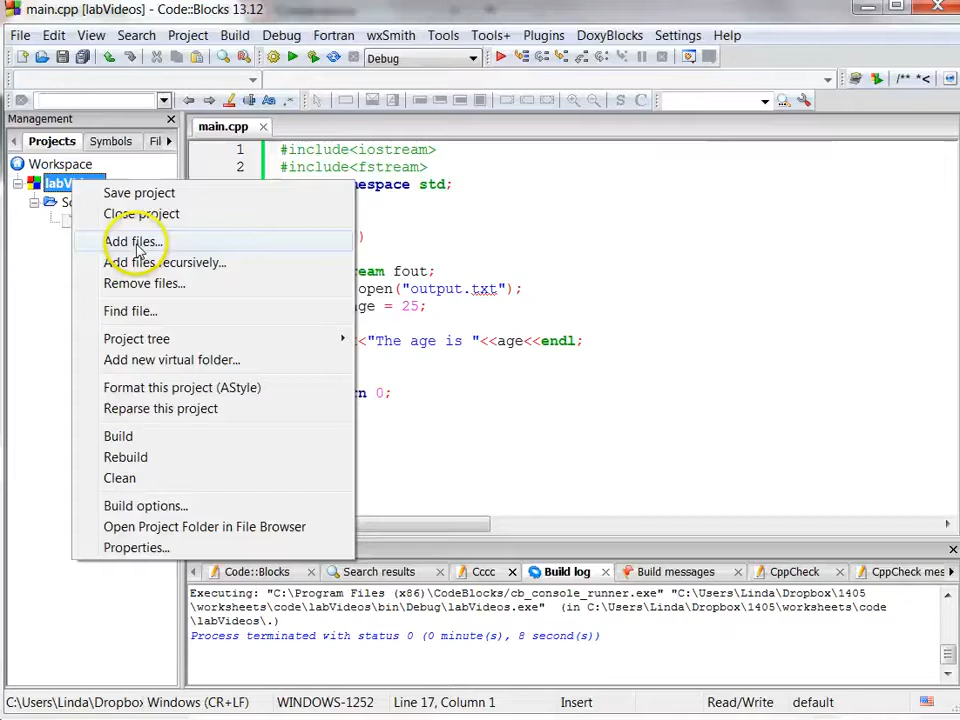 main.cpp [labVideos] - Code::Blocks 13.12
File Edit View Search Project Build Debug Fortran wxSmith Tools Tools+ Plugins DoxyBlocks Settings Help
Debug
/** *<
Management
Projects Symbols Fil
main.cpp
Workspace
labVi
So
Save project
Close project
Add files...
Add files recursively...
Remove files...
Find file...
Project tree
Add new virtual folder...
Format this project (AStyle)
Reparse this project
Build
Rebuild
Clean
Build options...
Open Project Folder in File Browser
Properties...
1 #include<iostream>
2 #include<fstream>
espace std;
)
ream fout;
open("output.txt");
ge = 25;
<"The age is "<<age<<endl;
n 0;
Code::Blocks Search results Cccc Build log Build messages CppCheck CppCheck mes
Executing: "C:\Program Files (x86)\CodeBlocks/cb_console_runner.exe" "C:\Users\Linda\Dropbox\1405
\worksheets\code\labVideos\bin\Debug\labVideos.exe" (in C:\Users\Linda\Dropbox\1405\worksheets\code
\labVideos\.)
Process terminated with status 0 (0 minute(s), 8 second(s))
C:\Users\Linda\Dropbo Windows (CR+LF) WINDOWS-1252 Line 17, Column 1 Insert Read/Write default